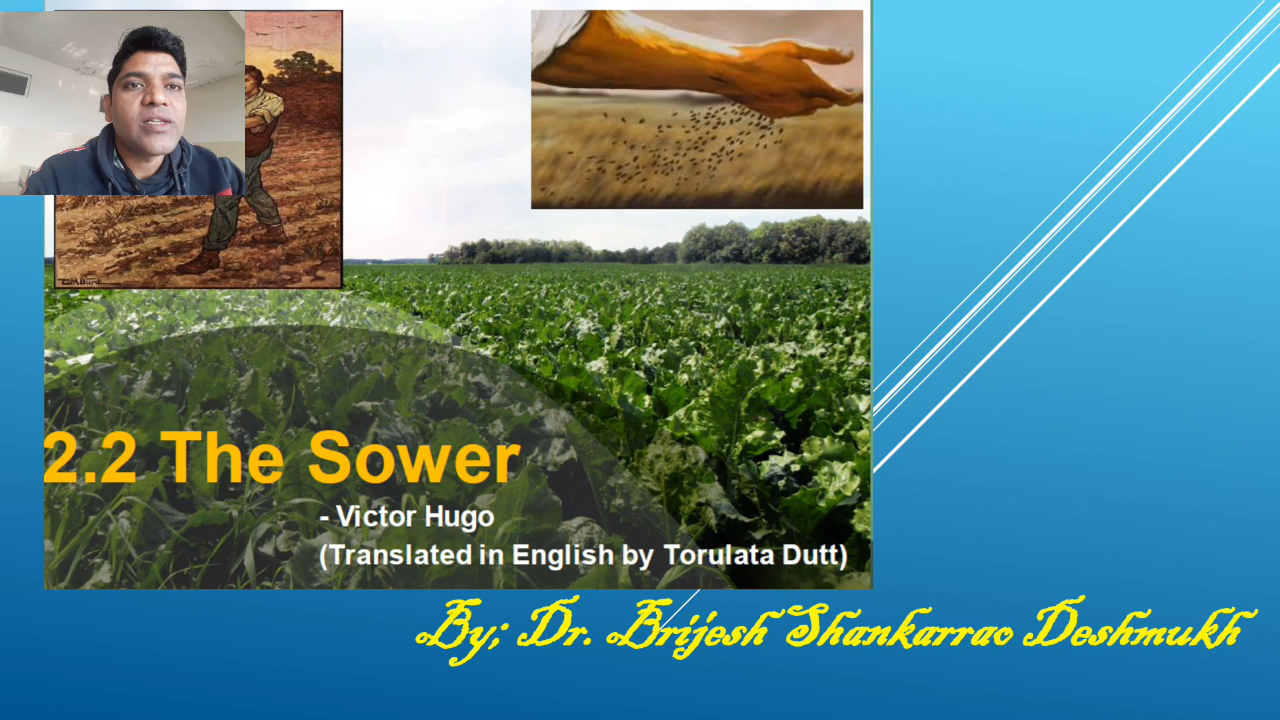 2.2 The Sower
- Victor Hugo
(Translated in English by Torulata Dutt)
By; Dr. Brijesh Shankarrao Deshmukh